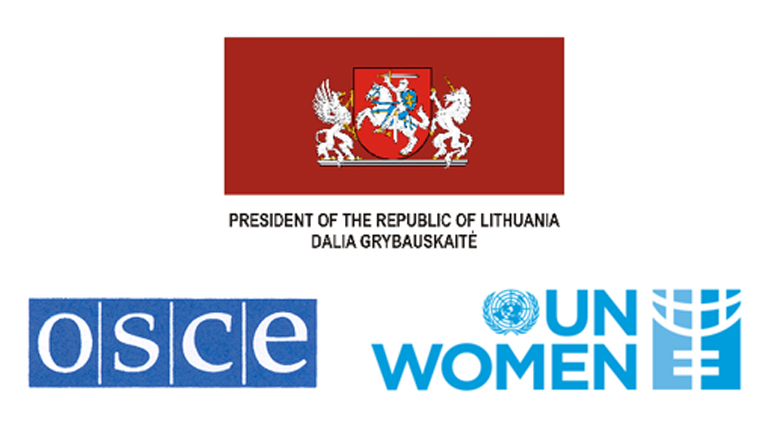 PRESIDENT OF THE REPUBLIC OF LITHUANIA
DALIA GRYBAUSKAITĖ
osce
UN
WOMEN